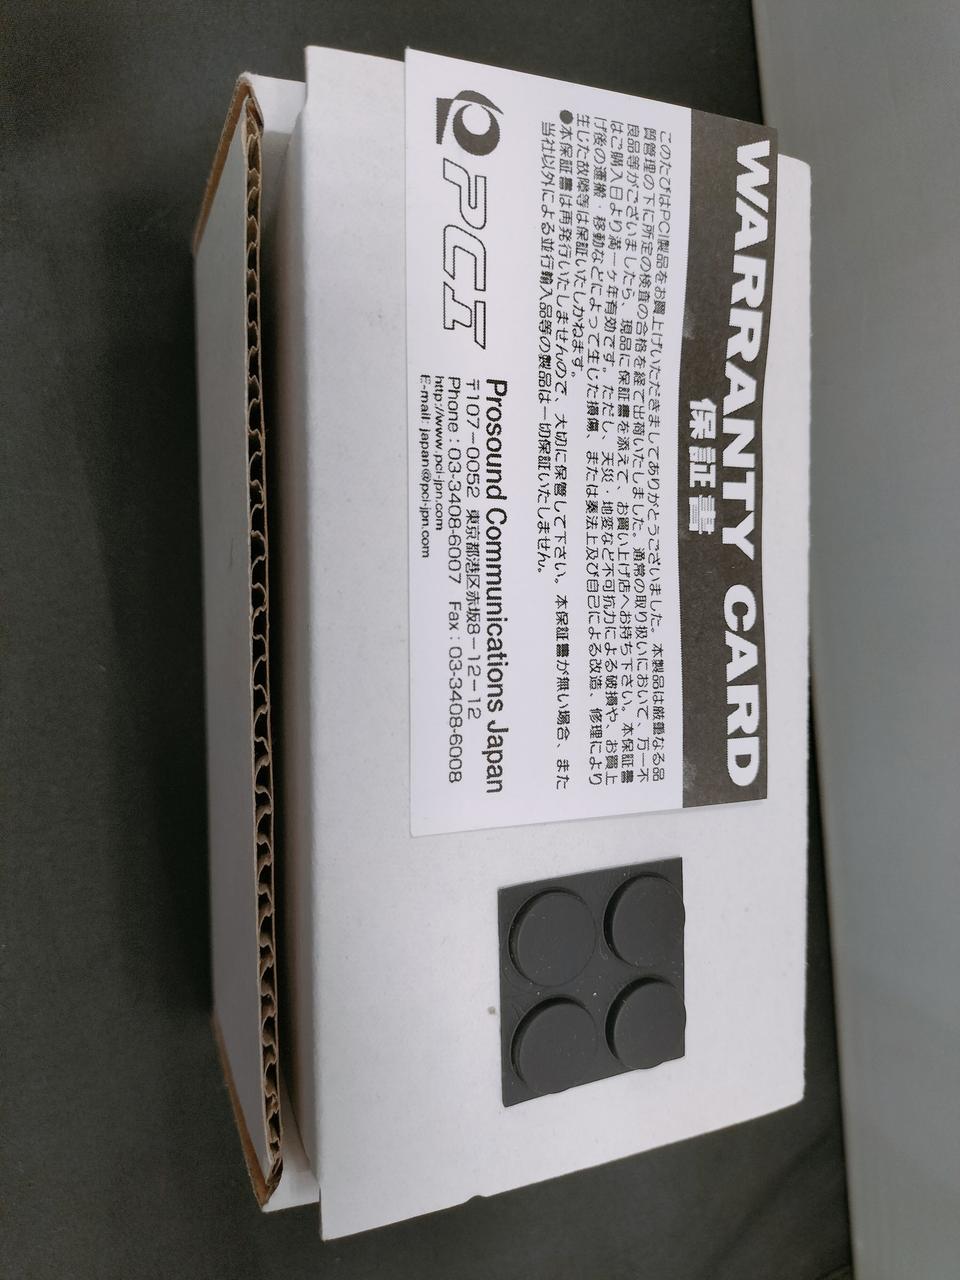 WARRANTY CARD
保証書
このたびはPCI製品をお買上げいただきましてありがとうございました。本製品は厳重なる品
質管理の下に所定の検査の合格を経て出荷いたしました。通常の取り扱いにおいて、万一不
良品等がございましたら、現品に保証書を添えて、お買い上げ店へお持ち下さい。本保証書
はご購入日より満一ケ年有効です。ただし、天災・地変など不可抗力による破損や、お買上
げ後の運搬・移動などによって生じた損傷、または奏法上及び自己による改造、修理により
生じた故障等は保証いたしかねます。
●本保証書は再発行いたしませんので、大切に保管して下さい。本保証書が無い場合、また
当社以外による並行輸入品等の製品は一切保証いたしません。
PCI
Prosound Communications Japan
〒107-0052 東京都港区赤坂8-12-12
Phone : 03-3408-6007 Fax : 03-3408-6008
http://www.pci-jpn.com
E-mail: japan@pci-jpn.com